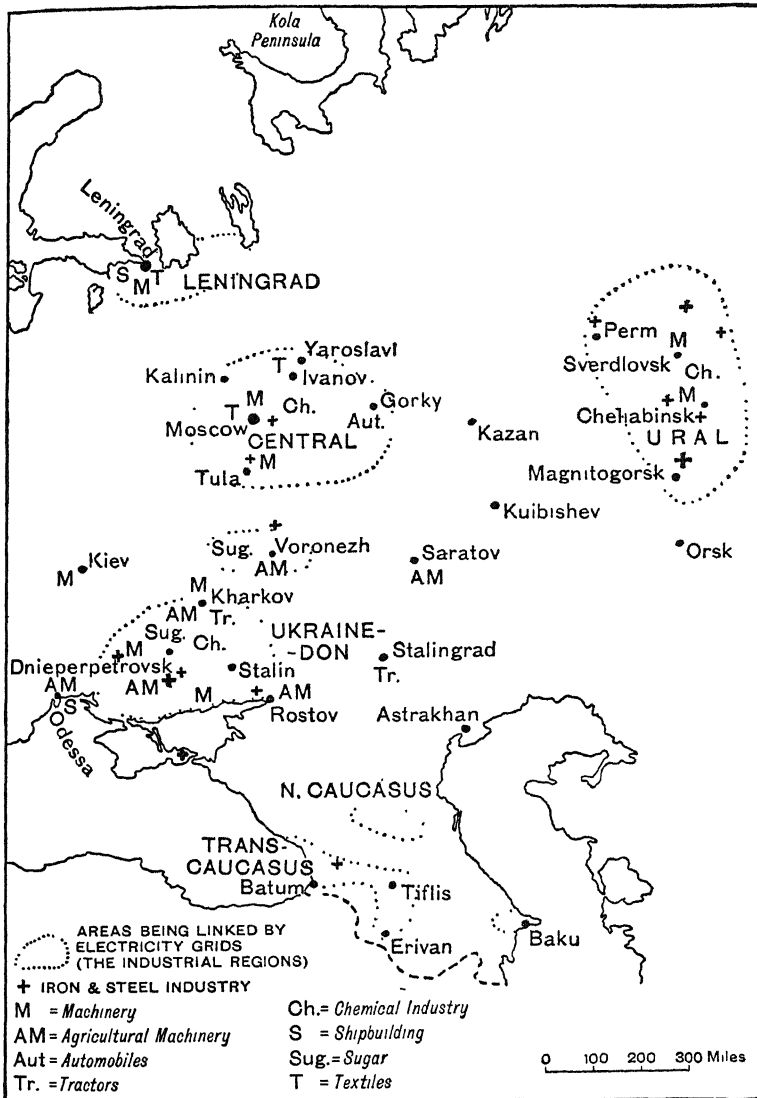 Kola
Peninsula
Leningrad
S M T LENINGRAD
Yaroslavl
T
Kalinin Ivanov
M
Ch.
T Gorky
Moscow Aut.
CENTRAL
M
Tula
Kazan
Perm
M
Sverdlovsk
Ch.
M
Chehabinsk
URAL
Magnitogorsk
Kuibishev
Orsk
Sug. Voronezh
AM
Saratov
AM
Kiev
M
M
Kharkov
AM Tr.
Sug. Ch.
M
UKRAINE-
-DON
Dnieperpetrovsk
Stalin
Stalingrad
Tr.
AM AM M AM
S Rostov
Odessa
Astrakhan
N. CAUCASUS
TRANS-
CAUCASUS
Batum Tiflis
Erivan Baku
AREAS BEING LINKED BY
ELECTRICITY GRIDS
(THE INDUSTRIAL REGIONS)
+ IRON & STEEL INDUSTRY
M = Machinery
AM = Agricultural Machinery
Aut = Automobiles
Tr. = Tractors
Ch. = Chemical Industry
S = Shipbuilding
Sug. = Sugar
T = Textiles
0 100 200 300 Miles